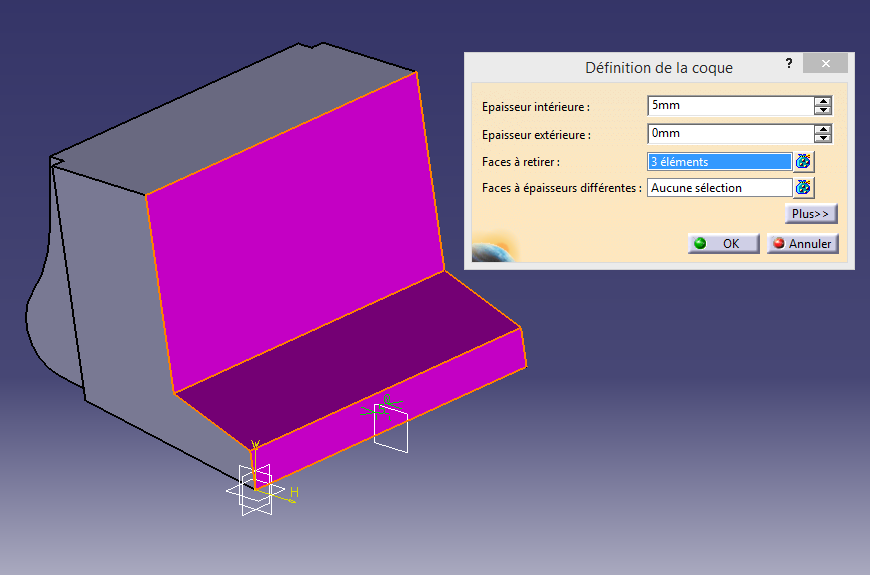 Définition de la coque
?
Epaisseur intérieure : 5mm
Epaisseur extérieure : 0mm
Faces à retirer : 3 éléments
Faces à épaisseurs différentes : Aucune sélection
Plus>>
OK Annuler
V
H